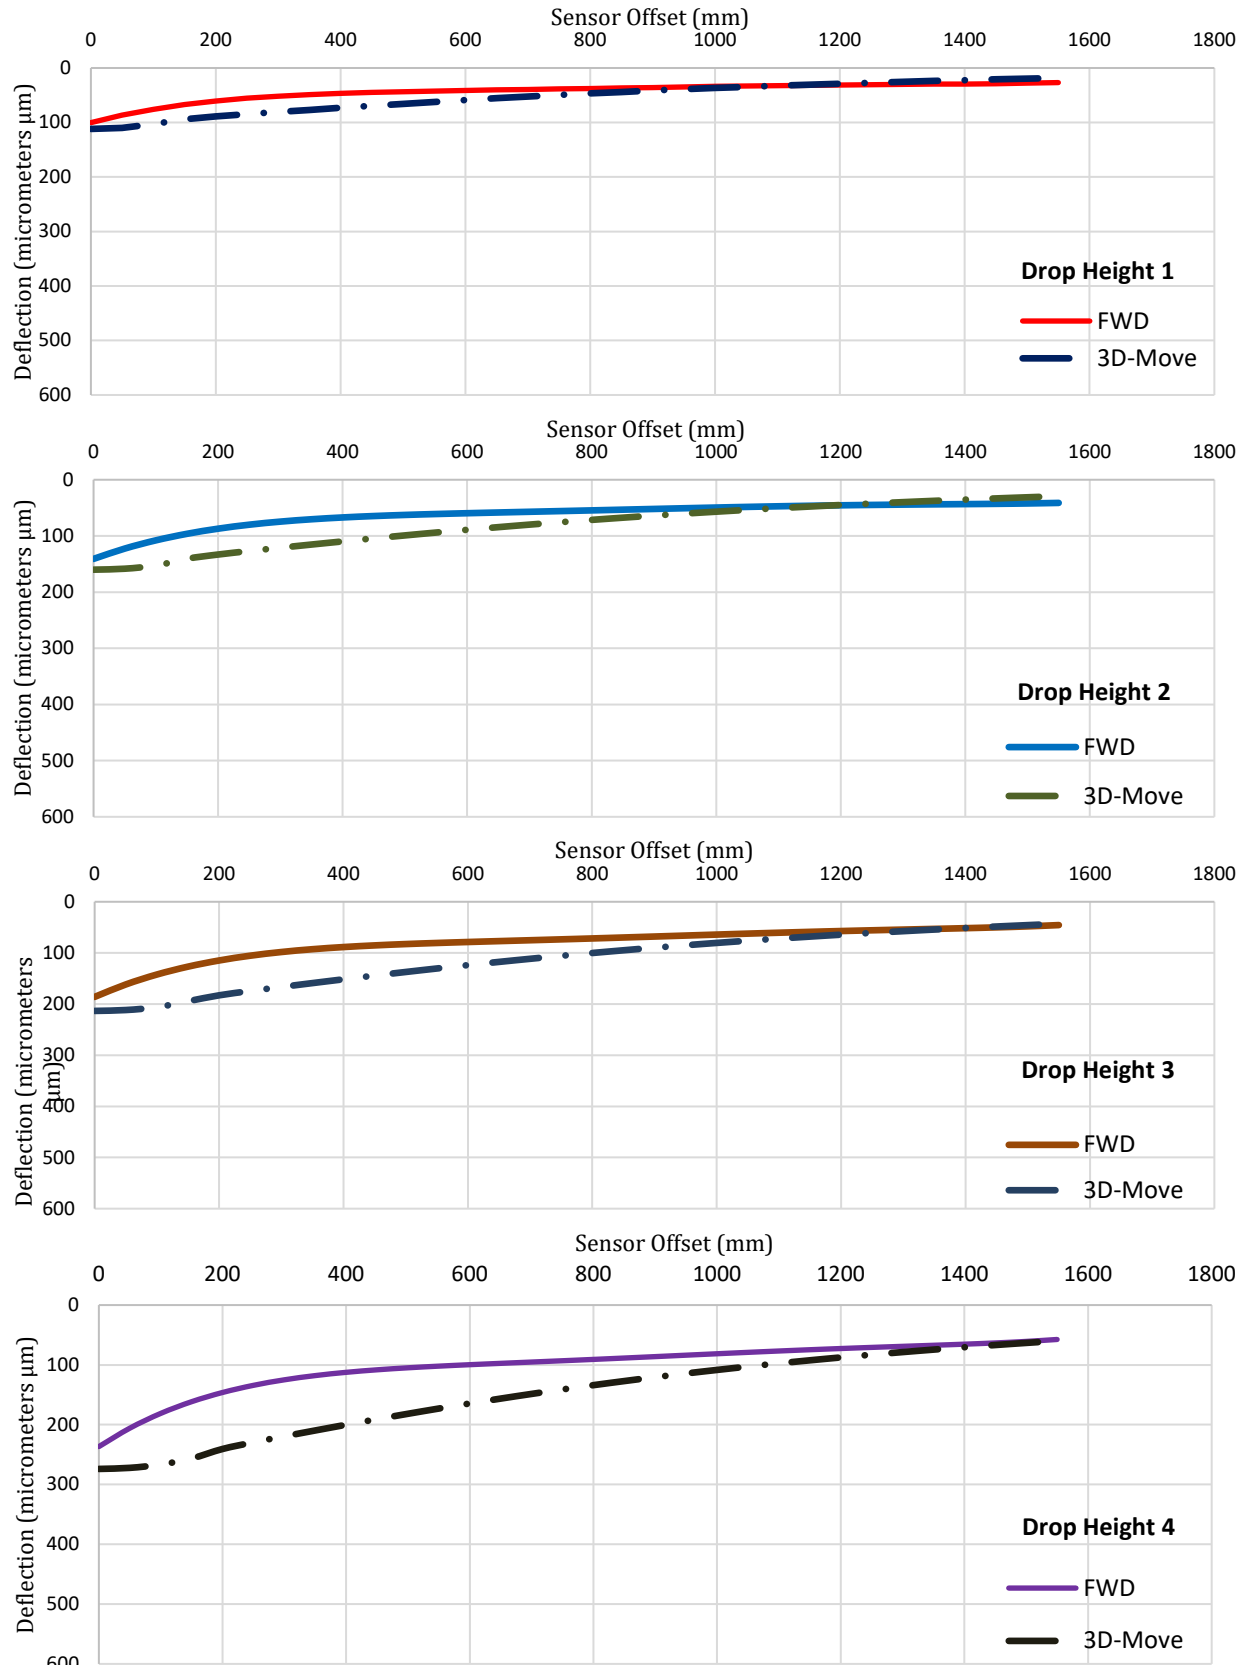 Sensor Offset (mm)
0 200 400 600 800 1000 1200 1400 1600 1800
Deflection (micrometers µm)
0
100
200
300
400
500
600
Drop Height 1
FWD
3D-Move
Sensor Offset (mm)
0 200 400 600 800 1000 1200 1400 1600 1800
Deflection (micrometers µm)
0
100
200
300
400
500
600
Drop Height 2
FWD
3D-Move
Sensor Offset (mm)
0 200 400 600 800 1000 1200 1400 1600 1800
Deflection (micrometers
µm)
0
100
200
300
400
500
600
Drop Height 3
FWD
3D-Move
Sensor Offset (mm)
0 200 400 600 800 1000 1200 1400 1600 1800
Deflection (micrometers µm)
0
100
200
300
400
500
600
Drop Height 4
FWD
3D-Move